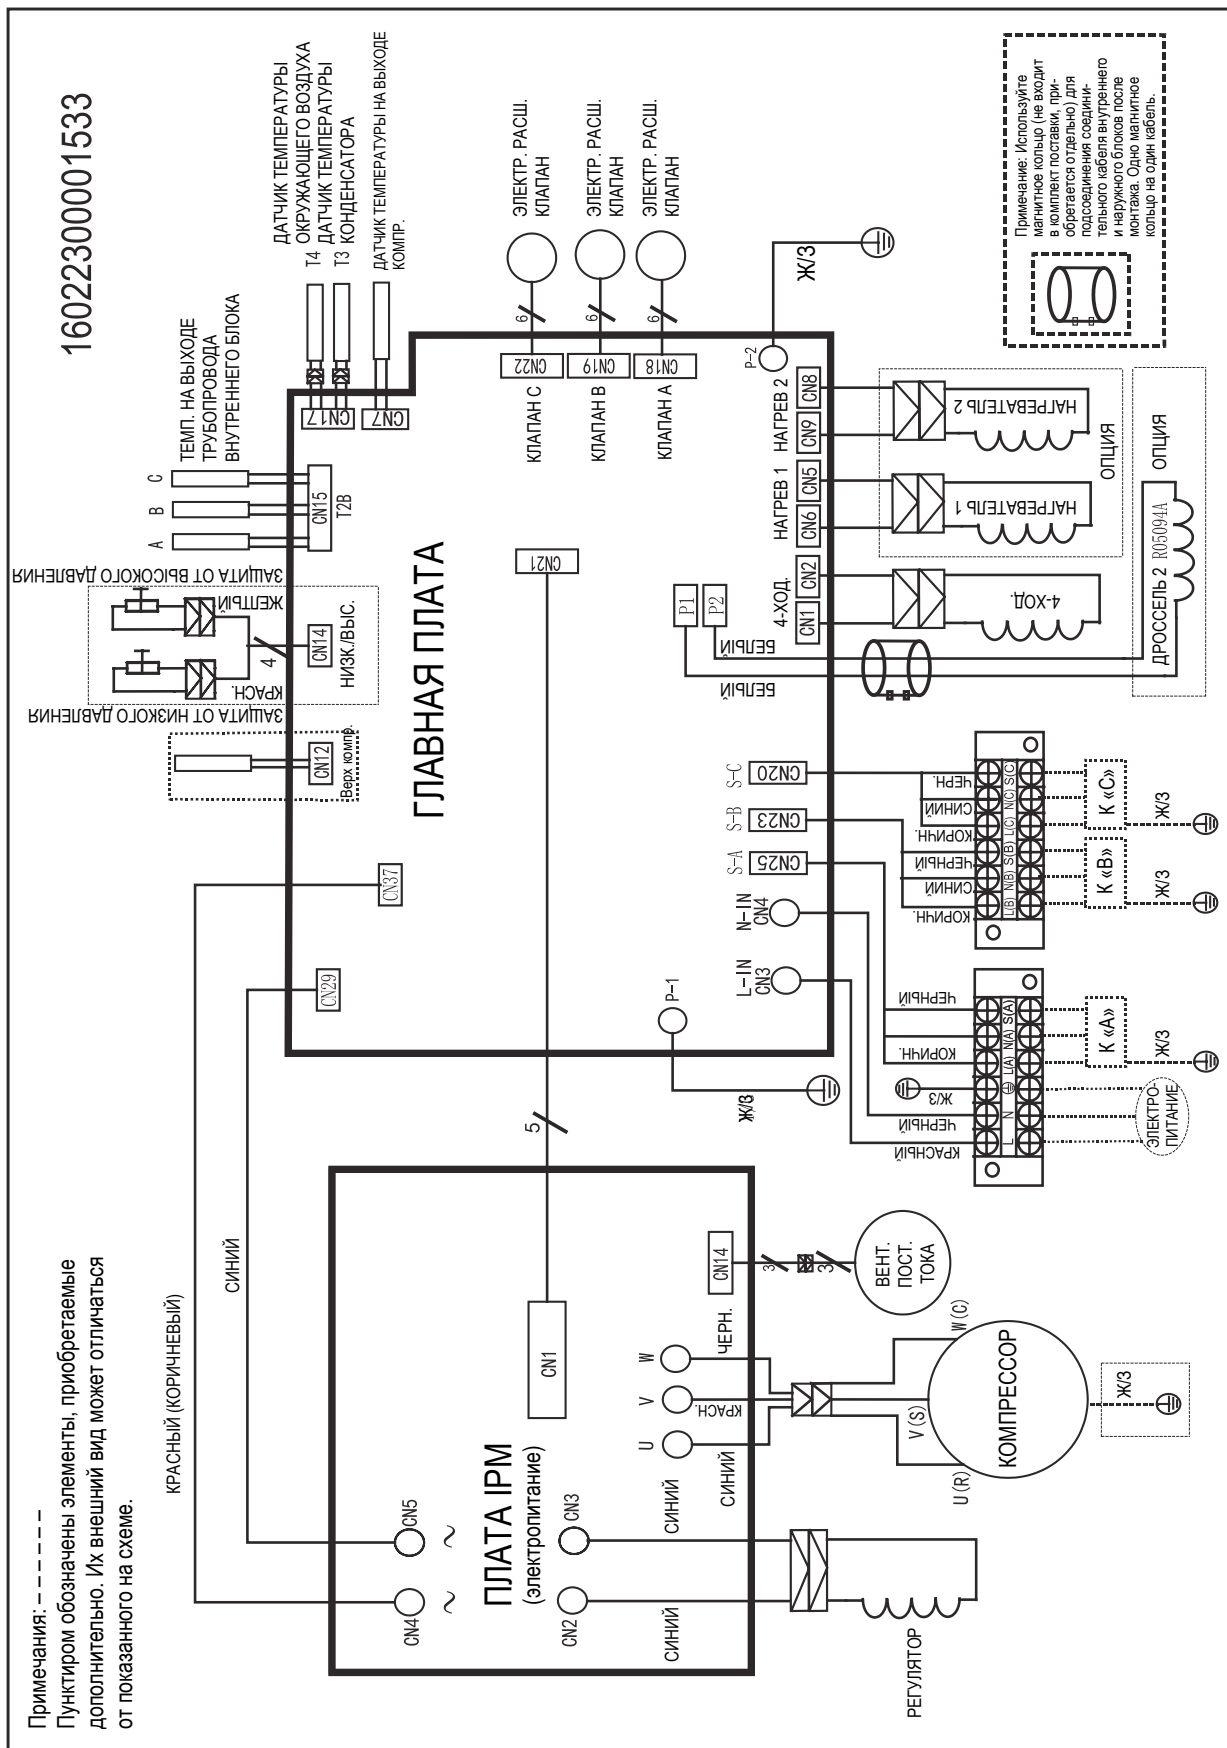 Примечания: – – – – – – –
Пунктиром обозначены элементы, приобретаемые
дополнительно. Их внешний вид может отличаться
от показанного на схеме.
16022300001533
ТЕМП. НА ВЫХОДЕ
ТРУБОПРОВОДА
ВНУТРЕННЕГО БЛОКА
ДАТЧИК ТЕМПЕРАТУРЫ
ОКРУЖАЮЩЕГО ВОЗДУХА
T4
ДАТЧИК ТЕМПЕРАТУРЫ
T3
КОНДЕНСАТОРА
ДАТЧИК ТЕМПЕРАТУРЫ НА ВЫХОДЕ
КОМПР.
A
B
C
CN15
T2B
CN17
CN7
ЗАЩИТА ОТ НИЗКОГО ДАВЛЕНИЯ
ЗАЩИТА ОТ ВЫСОКОГО ДАВЛЕНИЯ
КРАСН.
ЖЕЛТЫЙ
4
CN14
НИЗК./ВЫС.
CN12
Верх компр.
КРАСНЫЙ (КОРИЧНЕВЫЙ)
СИНИЙ
CN37
CN29
ГЛАВНАЯ ПЛАТА
CN21
5
ЭЛЕКТР. РАСШ.
КЛАПАН
ЭЛЕКТР. РАСШ.
КЛАПАН
ЭЛЕКТР. РАСШ.
КЛАПАН
6
6
6
CN22
CN19
CN18
КЛАПАН C
КЛАПАН B
КЛАПАН A
P-2
Ж/З
Примечание: Используйте
магнитное кольцо (не входит
в комплект поставки, при-
обретается отдельно) для
подсоединения соедини-
тельного кабеля внутреннего
и наружного блоков после
монтажа. Одно магнитное
кольцо на один кабель.
P1
P2
БЕЛЫЙ
БЕЛЫЙ
4-ХОД.
CN1
CN2
НАГРЕВ 1
CN6
CN5
НАГРЕВ 2
CN9
CN8
4-ХОД.
НАГРЕВАТЕЛЬ 1
НАГРЕВАТЕЛЬ 2
ОПЦИЯ
ДРОССЕЛЬ 2
R05094A
ОПЦИЯ
P-1
Ж/З
L-IN
CN3
N-IN
CN4
S-A
CN25
S-B
CN23
S-C
CN20
КРАСНЫЙ
ЧЕРНЫЙ
Ж/З
КОРИЧН.
ЧЕРНЫЙ
L
N
L(A)
N(A)
S(A)
ЭЛЕКТРО-
ПИТАНИЕ
К «А»
Ж/З
КОРИЧН.
СИНИЙ
ЧЕРНЫЙ
КОРИЧН.
СИНИЙ
ЧЕРН.
L(B)
N(B)
S(B)
L(C)
N(C)
S(C)
К «В»
Ж/З
К «С»
Ж/З
CN4
~
CN5
~
ПЛАТА IPM
(электропитание)
CN1
CN2
CN3
СИНИЙ
СИНИЙ
U
V
W
СИНИЙ
КРАСН.
ЧЕРН.
CN14
3
3
ВЕНТ.
ПОСТ.
ТОКА
РЕГУЛЯТОР
U(R)
V(S)
W(C)
КОМПРЕССОР
Ж/З